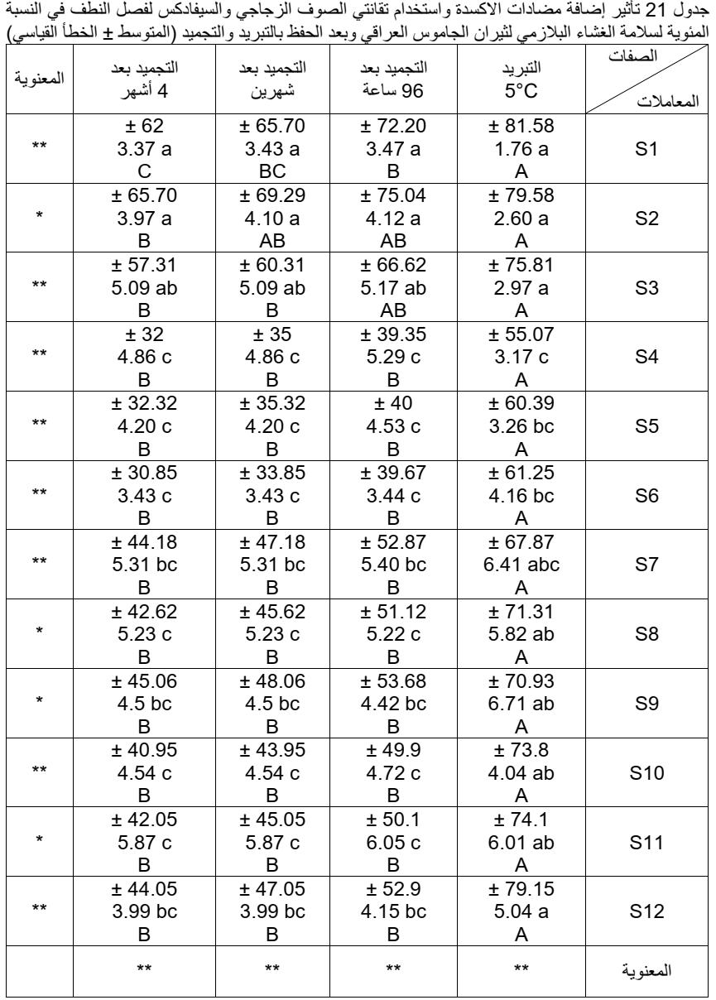 جدول 21 تأثير إضافة مضادات الاكسدة واستخدام تقانتي الصوف الزجاجي والسيفادكس لفصل النطف في النسبة
المئوية لسلامة الغشاء البلازمي لثيران الجاموس العراقي وبعد الحفظ بالتبريد والتجميد (المتوسط ± الخطأ القياسي)
الصفات
المعاملات
التبريد
5°C
التجميد بعد
96 ساعة
التجميد بعد
شهرين
التجميد بعد
4 أشهر
المعنوية
S1
81.58 ±
1.76 a
A
72.20 ±
3.47 a
B
65.70 ±
3.43 a
BC
62 ±
3.37 a
C
**
S2
79.58 ±
2.60 a
A
75.04 ±
4.12 a
AB
69.29 ±
4.10 a
AB
65.70 ±
3.97 a
B
*
S3
75.81 ±
2.97 a
A
66.62 ±
5.17 ab
AB
60.31 ±
5.09 ab
B
57.31 ±
5.09 ab
B
**
S4
55.07 ±
3.17 c
A
39.35 ±
5.29 c
B
35 ±
4.86 c
B
32 ±
4.86 c
B
**
S5
60.39 ±
3.26 bc
A
40 ±
4.53 c
B
35.32 ±
4.20 c
B
32.32 ±
4.20 c
B
**
S6
61.25 ±
4.16 bc
A
39.67 ±
3.44 c
B
33.85 ±
3.43 c
B
30.85 ±
3.43 c
B
**
S7
67.87 ±
6.41 abc
A
52.87 ±
5.40 bc
B
47.18 ±
5.31 bc
B
44.18 ±
5.31 bc
B
**
S8
71.31 ±
5.82 ab
A
51.12 ±
5.22 c
B
45.62 ±
5.23 c
B
42.62 ±
5.23 c
B
*
S9
70.93 ±
6.71 ab
A
53.68 ±
4.42 bc
B
48.06 ±
4.5 bc
B
45.06 ±
4.5 bc
B
*
S10
73.8 ±
4.04 ab
A
49.9 ±
4.72 c
B
43.95 ±
4.54 c
B
40.95 ±
4.54 c
B
**
S11
74.1 ±
6.01 ab
A
50.1 ±
6.05 c
B
45.05 ±
5.87 c
B
42.05 ±
5.87 c
B
*
S12
79.15 ±
5.04 a
A
52.9 ±
4.15 bc
B
47.05 ±
3.99 bc
B
44.05 ±
3.99 bc
B
**
المعنوية
**
**
**
**